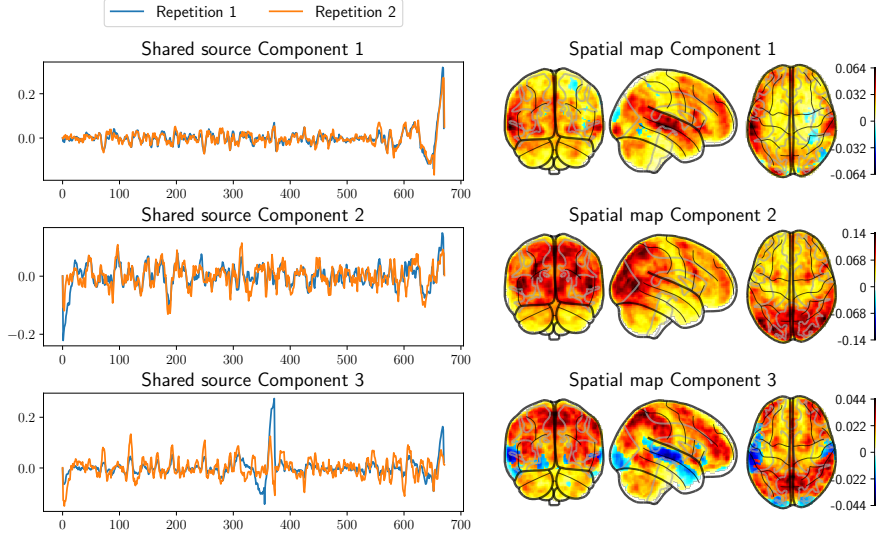 Repetition 1 Repetition 2
Shared source Component 1
0.2
0.0
0 100 200 300 400 500 600 700
Spatial map Component 1
0.064
0.032
0
-0.032
-0.064
Shared source Component 2
0.0
−0.2
0 100 200 300 400 500 600 700
Spatial map Component 2
0.14
0.068
0
-0.068
-0.14
Shared source Component 3
0.2
0.0
0 100 200 300 400 500 600 700
Spatial map Component 3
0.044
0.022
0
-0.022
-0.044